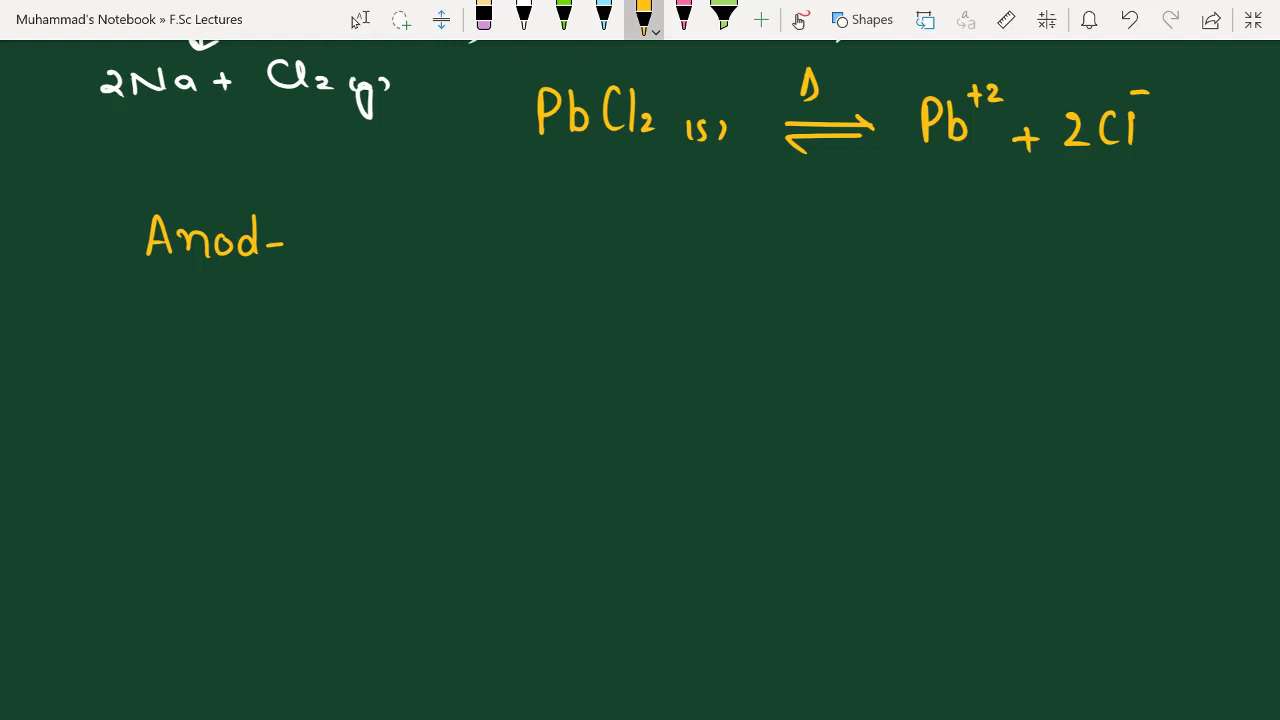 Muhammad's Notebook » F.Sc Lectures
Shapes
2Na + Cl2 (g)
PbCl2 (s) Δ ⇌ Pb+2 + 2Cl-
Anod-